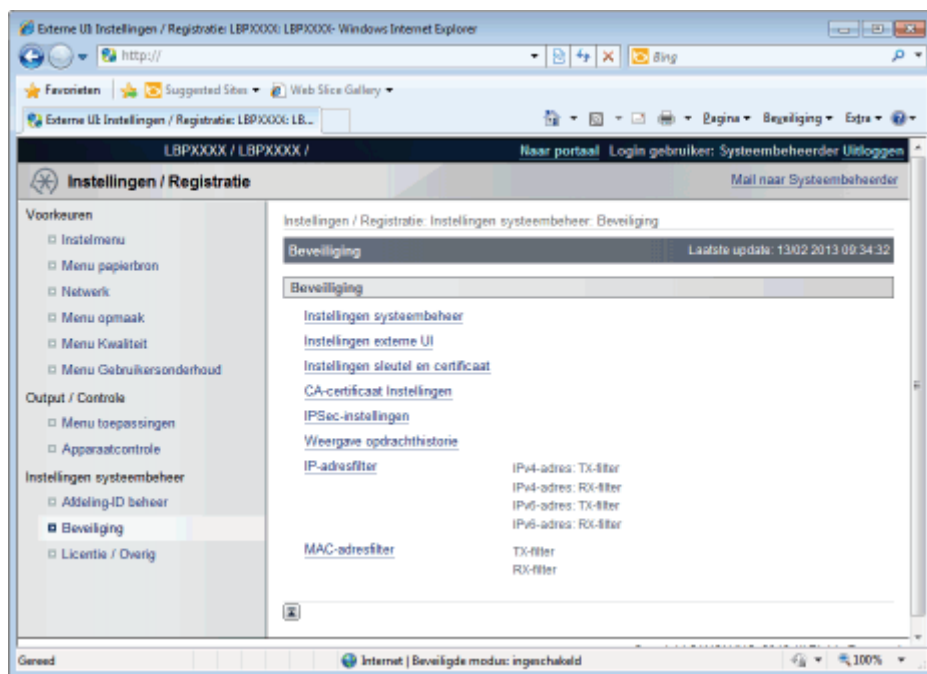 Externe UI: Instellingen / Registratie: LBPXXXX: LBPXXXX- Windows Internet Explorer
http://
Bing
Favorieten Suggested Sites Web Slice Gallery
Externe UI: Instellingen / Registratie: LBPXXXX: LB...
Pagina Beveiliging Extra
LBPXXXX / LBPXXXX /
Naar portaal Login gebruiker: Systeembeheerder Uitloggen
Instellingen / Registratie
Mail naar Systeembeheerder
Voorkeuren
Instelmenu
Menu papierbron
Netwerk
Menu opmaak
Menu Kwaliteit
Menu Gebruikersonderhoud
Output / Controle
Menu toepassingen
Apparaatcontrole
Instellingen systeembeheer
Afdeling-ID beheer
Beveiliging
Licentie / Overig
Instellingen / Registratie: Instellingen systeembeheer: Beveiliging
Beveiliging
Laatste update: 13/02 2013 09:34:32
Beveiliging
Instellingen systeembeheer
Instellingen externe UI
Instellingen sleutel en certificaat
CA-certificaat Instellingen
IPSec-instellingen
Weergave opdrachthistorie
IP-adresfilter
IPv4-adres: TX-filter
IPv4-adres: RX-filter
IPv6-adres: TX-filter
IPv6-adres: RX-filter
MAC-adresfilter
TX-filter
RX-filter
Gereed
Internet | Beveiligde modus: ingeschakeld
100%